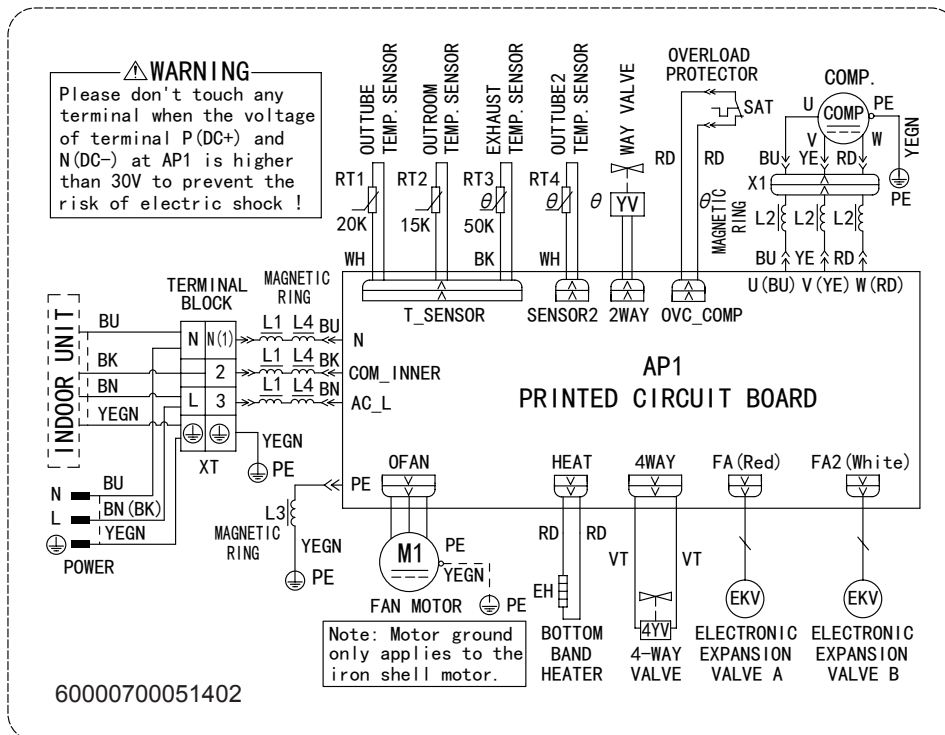 ⚠WARNING
Please don't touch any
terminal when the voltage
of terminal P(DC+) and
N(DC-) at AP1 is higher
than 30V to prevent the
risk of electric shock !
OUTTUBE
TEMP. SENSOR
OUTROOM
TEMP. SENSOR
EXHAUST
TEMP. SENSOR
OUTTUBE2
TEMP. SENSOR
WAY VALVE
OVERLOAD
PROTECTOR
SAT
RD
RD
COMP.
U
COMP
PE
V
W
YEGN
BU
YE
RD
X1
PE
L2
L2
L2
BU
YE
RD
MAGNETIC
RING
RT1
RT2
RT3
RT4
θ
θ
θ
YV
θ
20K
15K
50K
WH
BK
WH
T_SENSOR
SENSOR2
2WAY
OVC_COMP
U(BU)
V(YE)
W(RD)
TERMINAL
BLOCK
MAGNETIC
RING
INDOOR UNIT
BU
N
N(1)
L1
L4
BU
N
BK
2
L1
L4
BK
COM_INNER
BN
L
3
L1
L4
BN
AC_L
YEGN
XT
YEGN
PE
AP1
PRINTED CIRCUIT BOARD
N
BU
L
BN(BK)
YEGN
POWER
PE
L3
MAGNETIC
RING
YEGN
PE
OFAN
M1
PE
YEGN
PE
FAN MOTOR
Note: Motor ground
only applies to the
iron shell motor.
HEAT
RD
RD
EH
BOTTOM
BAND
HEATER
4WAY
VT
VT
4YV
4-WAY
VALVE
FA(Red)
EKV
ELECTRONIC
EXPANSION
VALVE A
FA2(White)
EKV
ELECTRONIC
EXPANSION
VALVE B
60000700051402